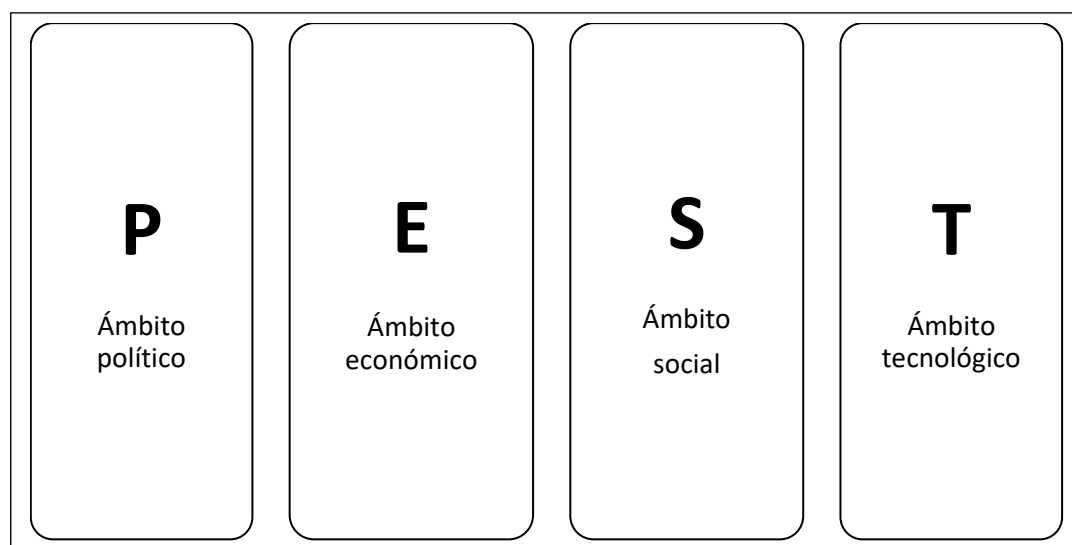 P
Ámbito
político
E
Ámbito
económico
S
Ámbito
social
T
Ámbito
tecnológico